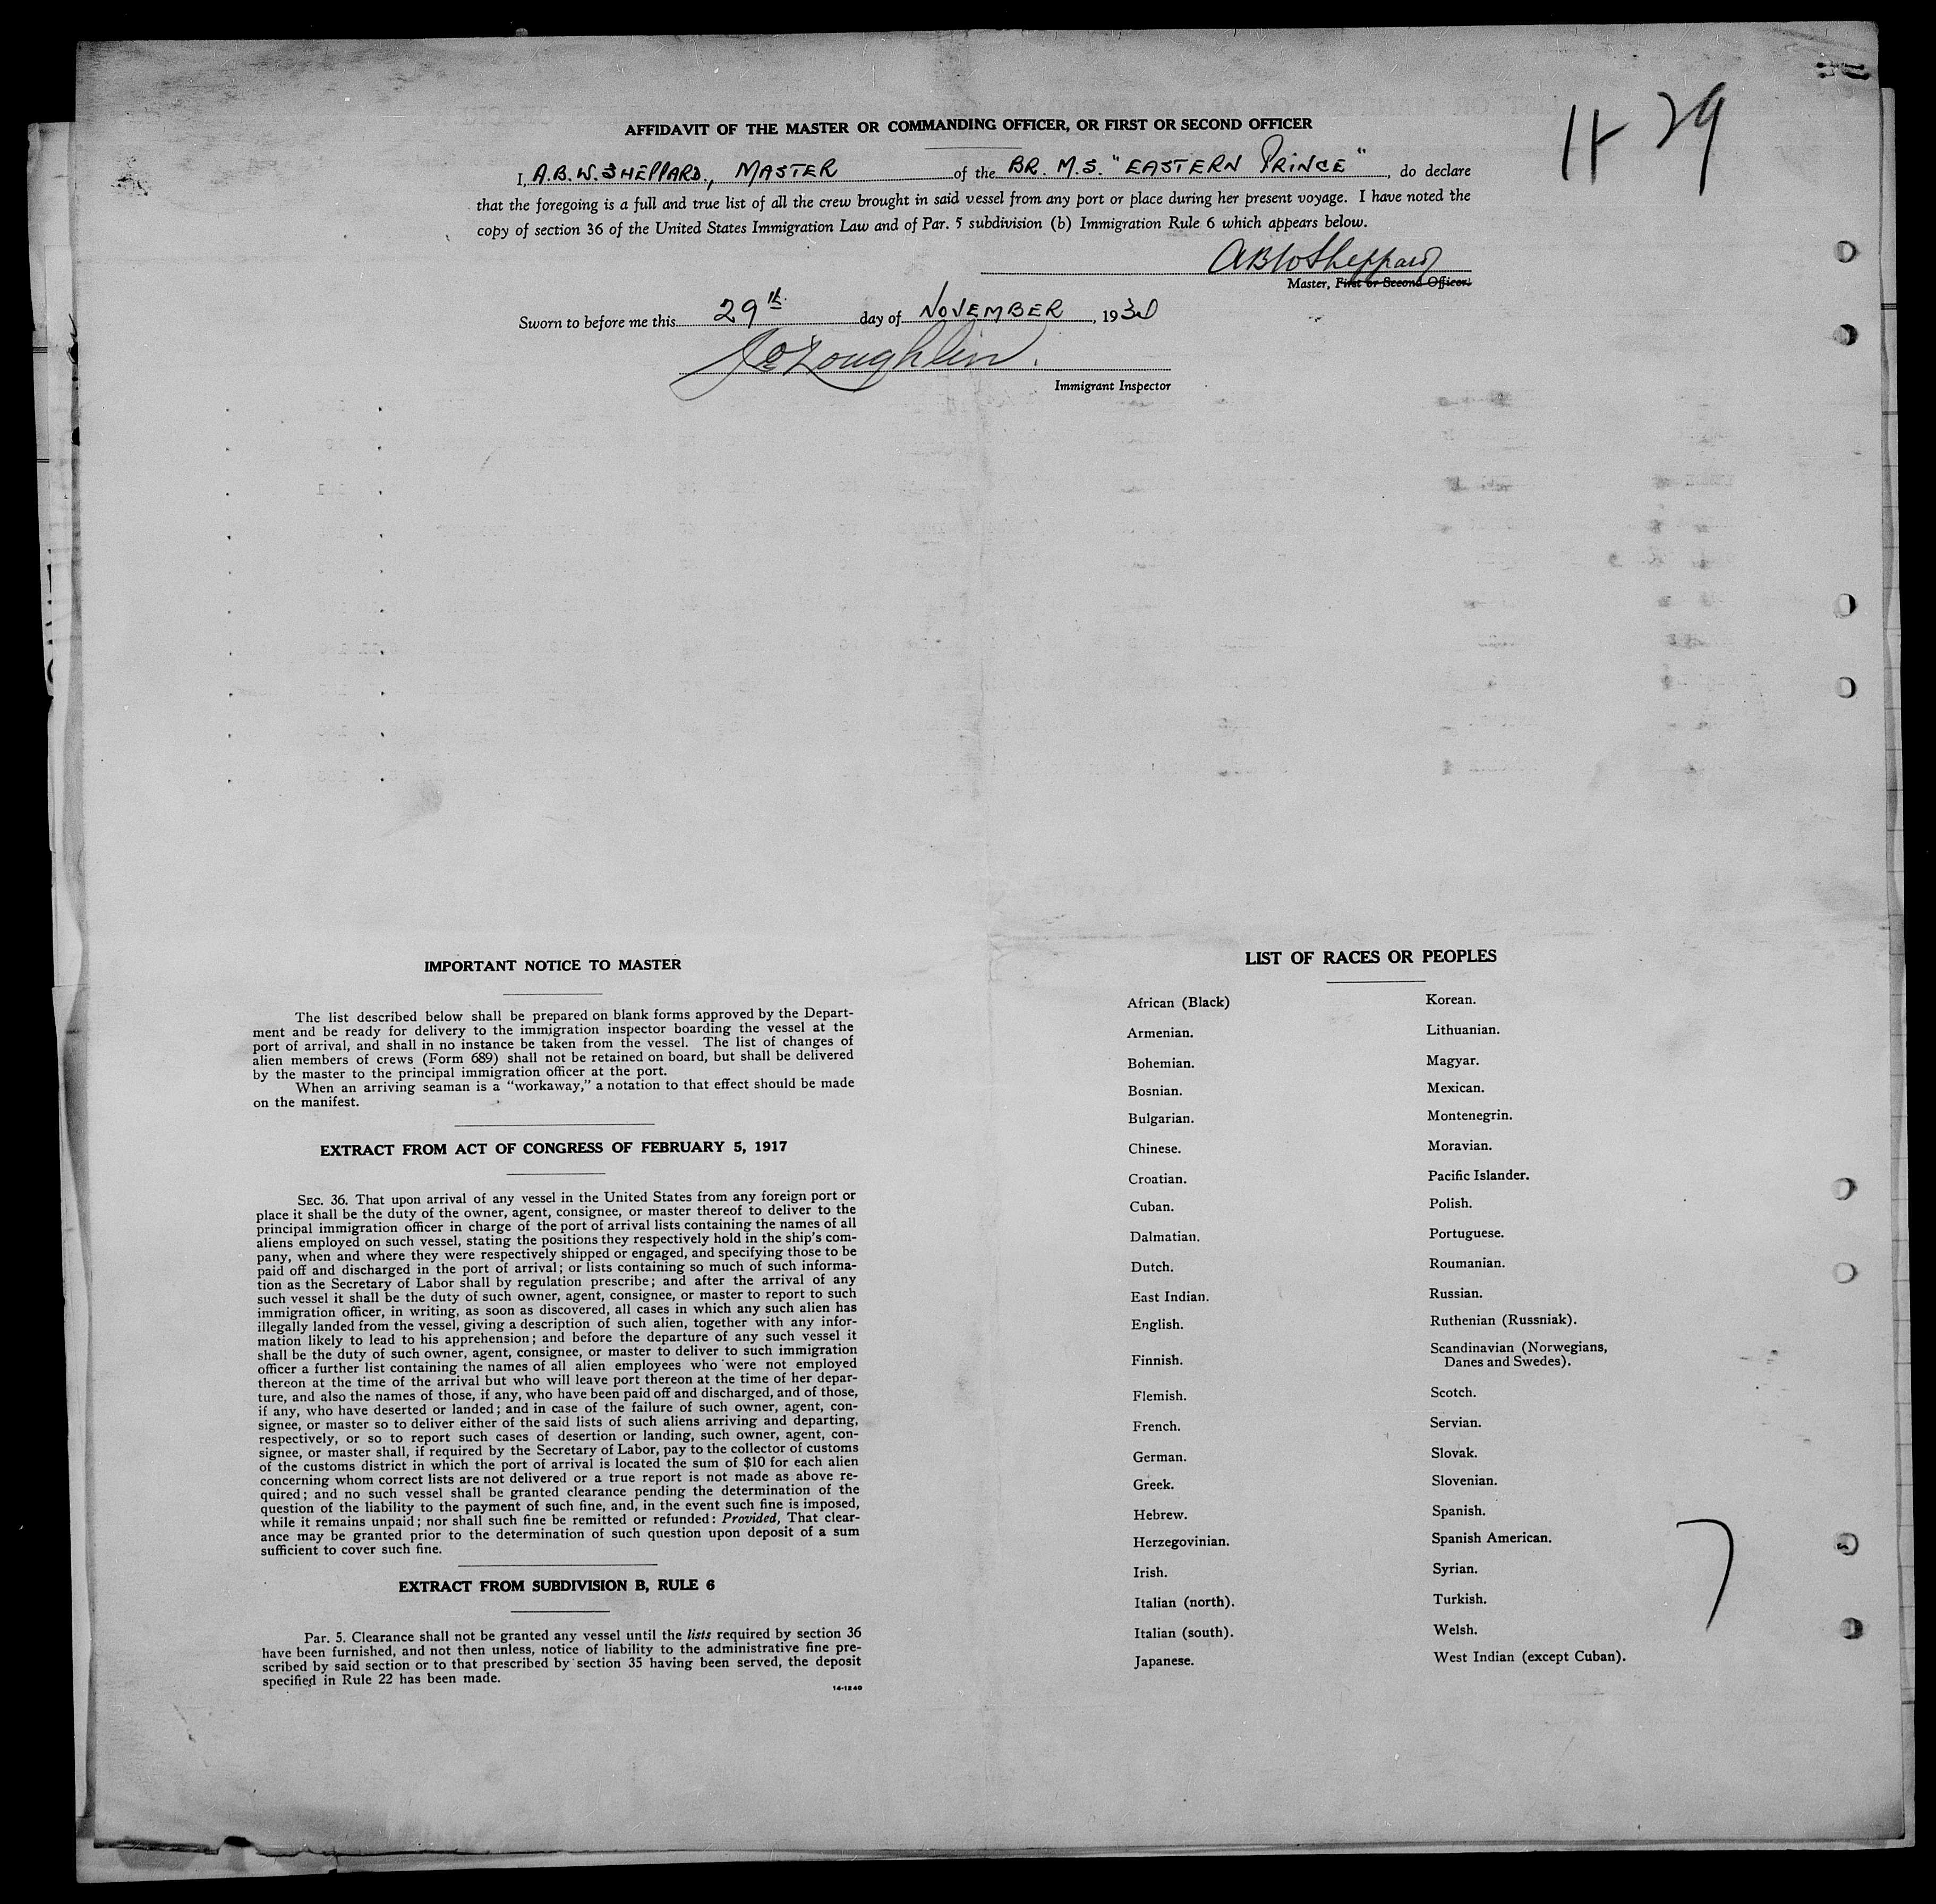 11-29
AFFIDAVIT OF THE MASTER OR COMMANDING OFFICER, OR FIRST OR SECOND OFFICER
I, A.B.W. SHEPPARD, MASTER of the BR. M.S. "EASTERN PRINCE", do declare
that the foregoing is a full and true list of all the crew brought in said vessel from any port or place during her present voyage. I have noted the
copy of section 36 of the United States Immigration Law and of Par. 5 subdivision (b) Immigration Rule 6 which appears below.
ABW Sheppard
Master, First or Second Officer.
Sworn to before me this 29th day of NOVEMBER, 1930
Immigrant Inspector
IMPORTANT NOTICE TO MASTER
The list described below shall be prepared on blank forms approved by the Depart-
ment and be ready for delivery to the immigration inspector boarding the vessel at the
port of arrival, and shall in no instance be taken from the vessel. The list of changes of
alien members of crews (Form 689) shall not be retained on board, but shall be delivered
by the master to the principal immigration officer at the port.
When an arriving seaman is a "workaway," a notation to that effect should be made
on the manifest.
EXTRACT FROM ACT OF CONGRESS OF FEBRUARY 5, 1917
SEC. 36. That upon arrival of any vessel in the United States from any foreign port or
place it shall be the duty of the owner, agent, consignee, or master thereof to deliver to the
principal immigration officer in charge of the port of arrival lists containing the names of all
aliens employed on such vessel, stating the positions they respectively hold in the ship's com-
pany, when and where they were respectively shipped or engaged, and specifying those to be
paid off and discharged in the port of arrival; or lists containing so much of such informa-
tion as the Secretary of Labor shall by regulation prescribe; and after the arrival of any
such vessel it shall be the duty of such owner, agent, consignee, or master to report to such
immigration officer, in writing, as soon as discovered, all cases in which any such alien has
illegally landed from the vessel, giving a description of such alien, together with any infor-
mation likely to lead to his apprehension; and before the departure of any such vessel it
shall be the duty of such owner, agent, consignee, or master to deliver to such immigration
officer a further list containing the names of all alien employees who were not employed
thereon at the time of the arrival but who will leave port thereon at the time of her depar-
ture, and also the names of those, if any, who have been paid off and discharged, and of those,
if any, who have deserted or landed; and in case of the failure of such owner, agent, con-
signee, or master so to deliver either of the said lists of such aliens arriving and departing,
respectively, or so to report such cases of desertion or landing, such owner, agent, con-
signee, or master shall, if required by the Secretary of Labor, pay to the collector of customs
of the customs district in which the port of arrival is located the sum of $10 for each alien
concerning whom correct lists are not delivered or a true report is not made as above re-
quired; and no such vessel shall be granted clearance pending the determination of the
question of the liability to the payment of such fine, and, in the event such fine is imposed,
while it remains unpaid; nor shall such fine be remitted or refunded: Provided, That clear-
ance may be granted prior to the determination of such question upon deposit of a sum
sufficient to cover such fine.
EXTRACT FROM SUBDIVISION B, RULE 6
Par. 5. Clearance shall not be granted any vessel until the lists required by section 36
have been furnished, and not then unless, notice of liability to the administrative fine pre-
scribed by said section or to that prescribed by section 35 having been served, the deposit
specified in Rule 22 has been made.
14-1240
LIST OF RACES OR PEOPLES
African (Black)
Armenian.
Bohemian.
Bosnian.
Bulgarian.
Chinese.
Croatian.
Cuban.
Dalmatian.
Dutch.
East Indian.
English.
Finnish.
Flemish.
French.
German.
Greek.
Hebrew.
Herzegovinian.
Irish.
Italian (north).
Italian (south).
Japanese.
Korean.
Lithuanian.
Magyar.
Mexican.
Montenegrin.
Moravian.
Pacific Islander.
Polish.
Portuguese.
Roumanian.
Russian.
Ruthenian (Russniak).
Scandinavian (Norwegians,
Danes and Swedes).
Scotch.
Servian.
Slovak.
Slovenian.
Spanish.
Spanish American.
Syrian.
Turkish.
Welsh.
West Indian (except Cuban).